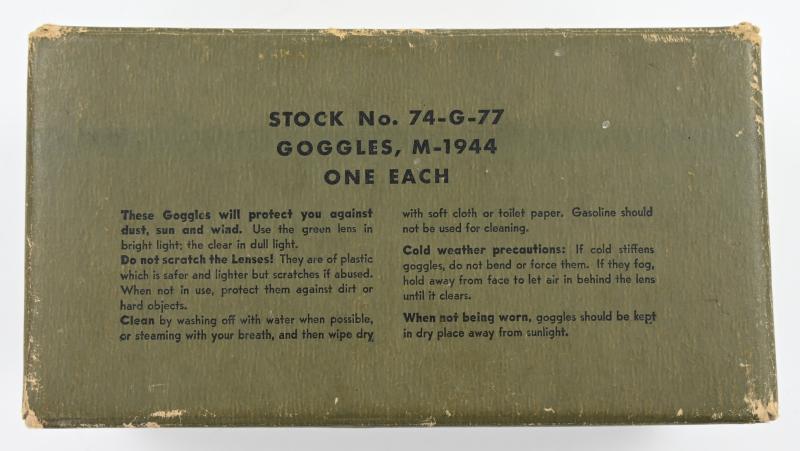 STOCK No. 74-G-77
GOGGLES, M-1944
ONE EACH
These Goggles will protect you against
dust, sun and wind. Use the green lens in
bright light; the clear in dull light.
Do not scratch the Lenses! They are of plastic
which is safer and lighter but scratches if abused.
When not in use, protect them against dirt or
hard objects.
Clean by washing off with water when possible,
or steaming with your breath, and then wipe dry
with soft cloth or toilet paper. Gasoline should
not be used for cleaning.
Cold weather precautions: If cold stiffens
goggles, do not bend or force them. If they fog,
hold away from face to let air in behind the lens
until it clears.
When not being worn, goggles should be kept
in dry place away from sunlight.